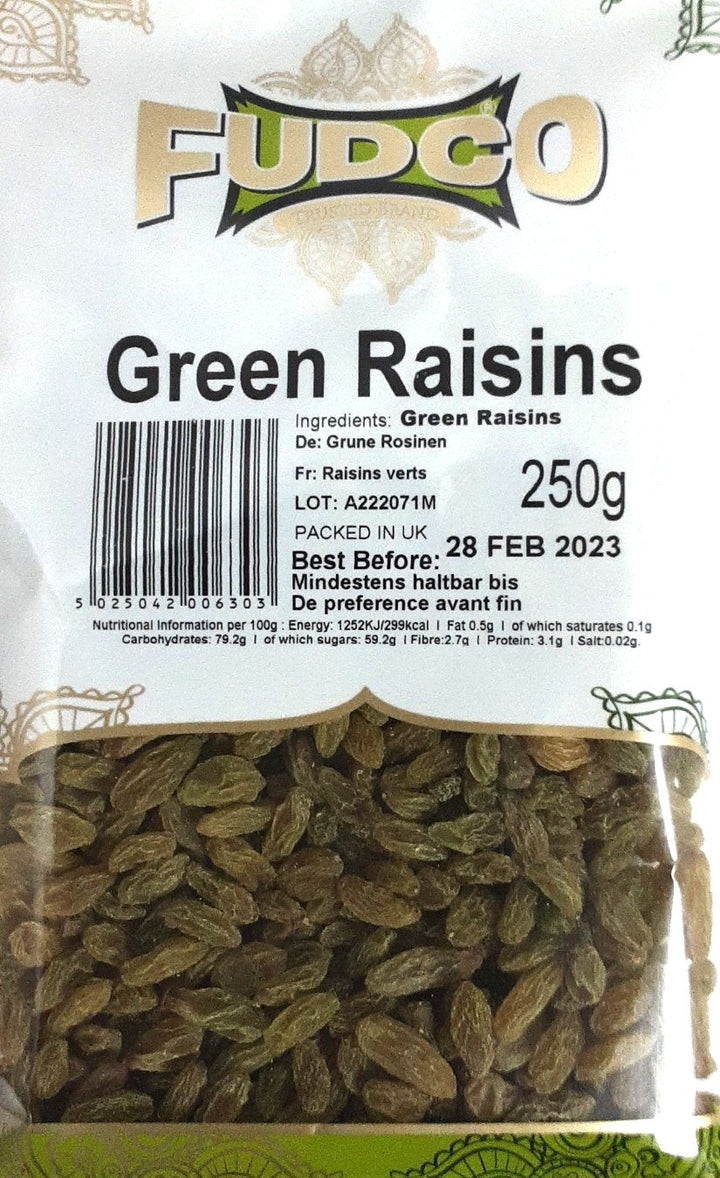 FUDCO®
TRUSTED BRAND
Green Raisins
Ingredients: Green Raisins
De: Grune Rosinen
Fr: Raisins verts
250g
LOT: A222071M
PACKED IN UK
Best Before: 28 FEB 2023
Mindestens haltbar bis
De preference avant fin
5 025042 006303
Nutritional Information per 100g : Energy: 1252KJ/299kcal I Fat 0.5g I of which saturates 0.1g
Carbohydrates: 79.2g I of which sugars: 59.2g I Fibre:2.7g I Protein: 3.1g I Salt:0.02g.